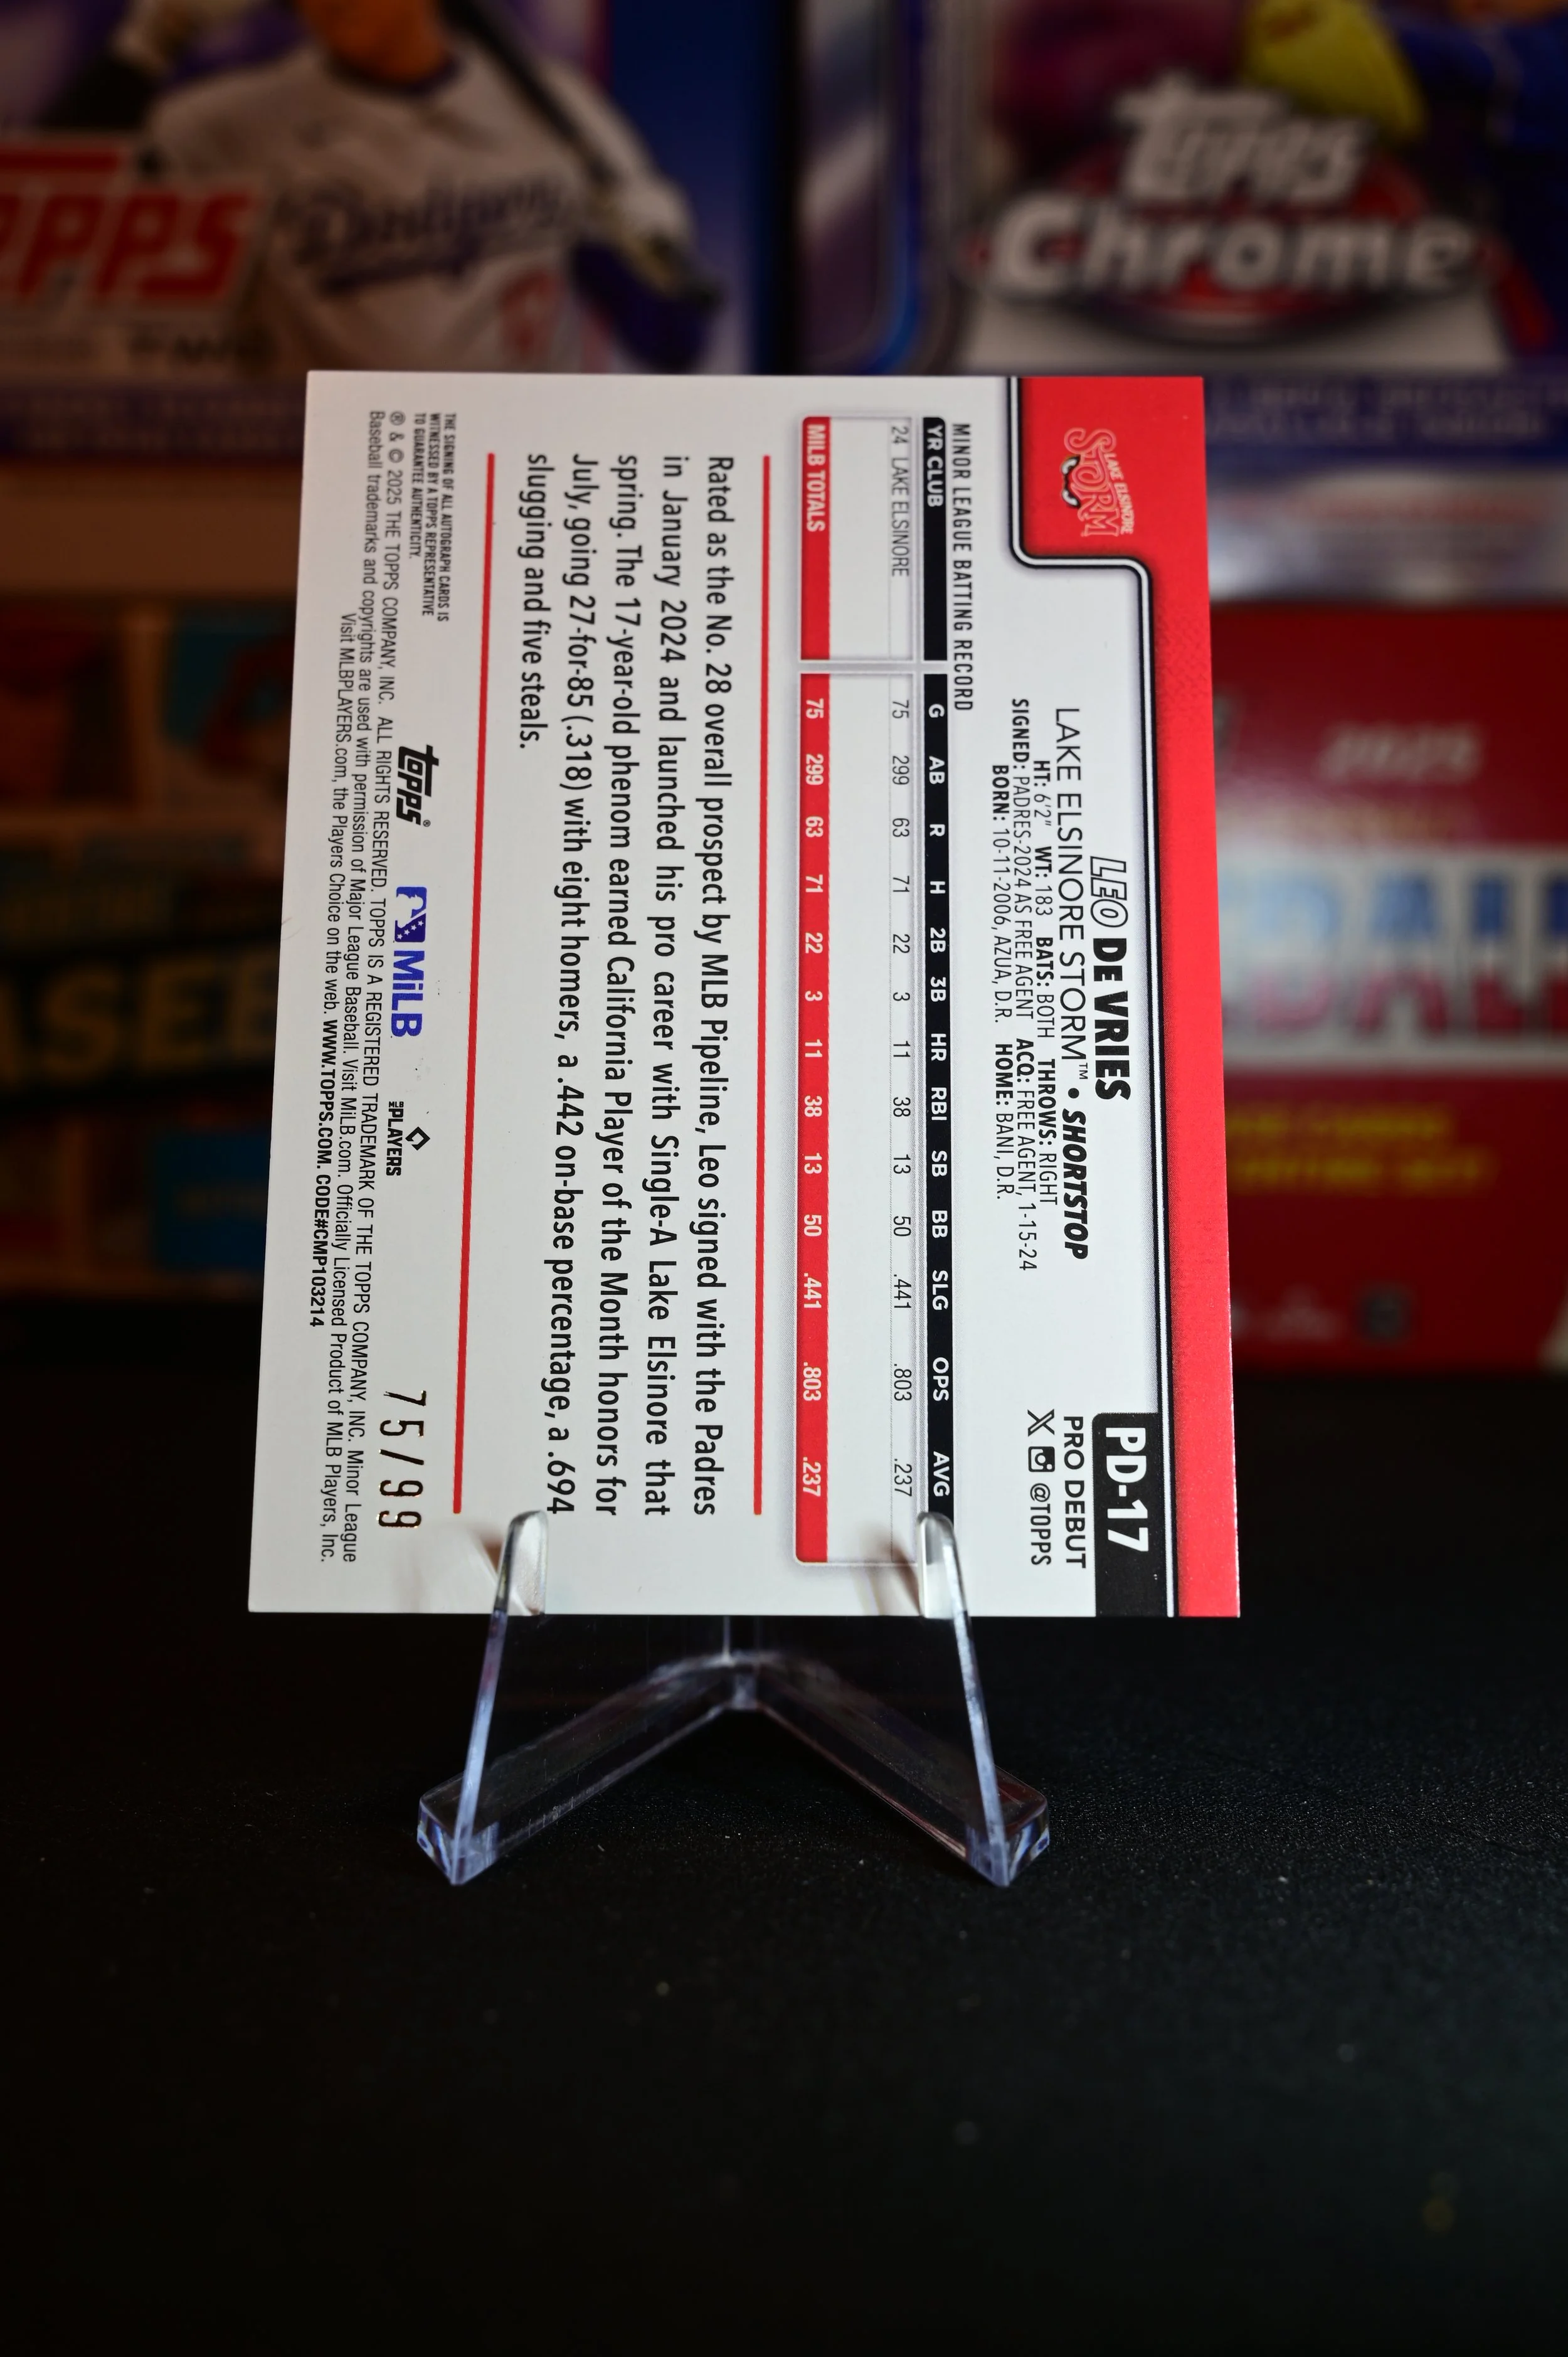 Topps
Chrome
TOPPS
Dodgers
2025
LAKE ELSINORE
STORM
LEO DE VRIES
LAKE ELSINORE STORM™ • SHORTSTOP
HT: 6'2" WT: 183 BATS: BOTH THROWS: RIGHT
SIGNED: PADRES-2024 AS FREE AGENT ACQ: FREE AGENT, 1-15-24
BORN: 10-11-2006, AZUA, D.R. HOME: BANI, D.R.
PD-17
PRO DEBUT
X @TOPPS
MINOR LEAGUE BATTING RECORD
YR CLUB G AB R H 2B 3B HR RBI SB BB SLG OPS AVG
24 LAKE ELSINORE 75 299 63 71 22 3 11 38 13 50 .441 .803 .237
MILB TOTALS 75 299 63 71 22 3 11 38 13 50 .441 .803 .237
Rated as the No. 28 overall prospect by MLB Pipeline, Leo signed with the Padres
in January 2024 and launched his pro career with Single-A Lake Elsinore that
spring. The 17-year-old phenom earned California Player of the Month honors for
July, going 27-for-85 (.318) with eight homers, a .442 on-base percentage, a .694
slugging and five steals.
THE SIGNING OF ALL AUTOGRAPH CARDS IS
WITNESSED BY A TOPPS REPRESENTATIVE
TO GUARANTEE AUTHENTICITY.
topps®
MiLB
MLB PLAYERS
75/99
® & © 2025 THE TOPPS COMPANY, INC. ALL RIGHTS RESERVED. TOPPS IS A REGISTERED TRADEMARK OF THE TOPPS COMPANY, INC. Minor League
Baseball trademarks and copyrights are used with permission of Major League Baseball. Visit MiLB.com. Officially Licensed Product of MLB Players, Inc.
Visit MLBPLAYERS.com, the Players Choice on the web. WWW.TOPPS.COM. CODE#CMP103214